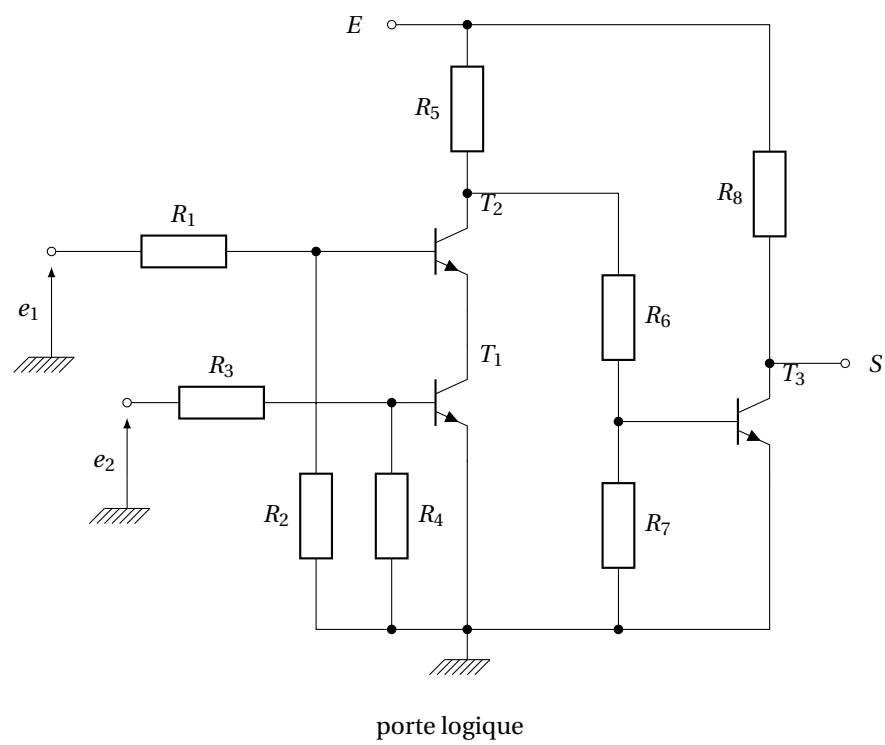 E
R₅
T₂
R₈
R₁
e₁
R₆
R₃
T₁
T₃
S
e₂
R₂
R₄
R₇
porte logique